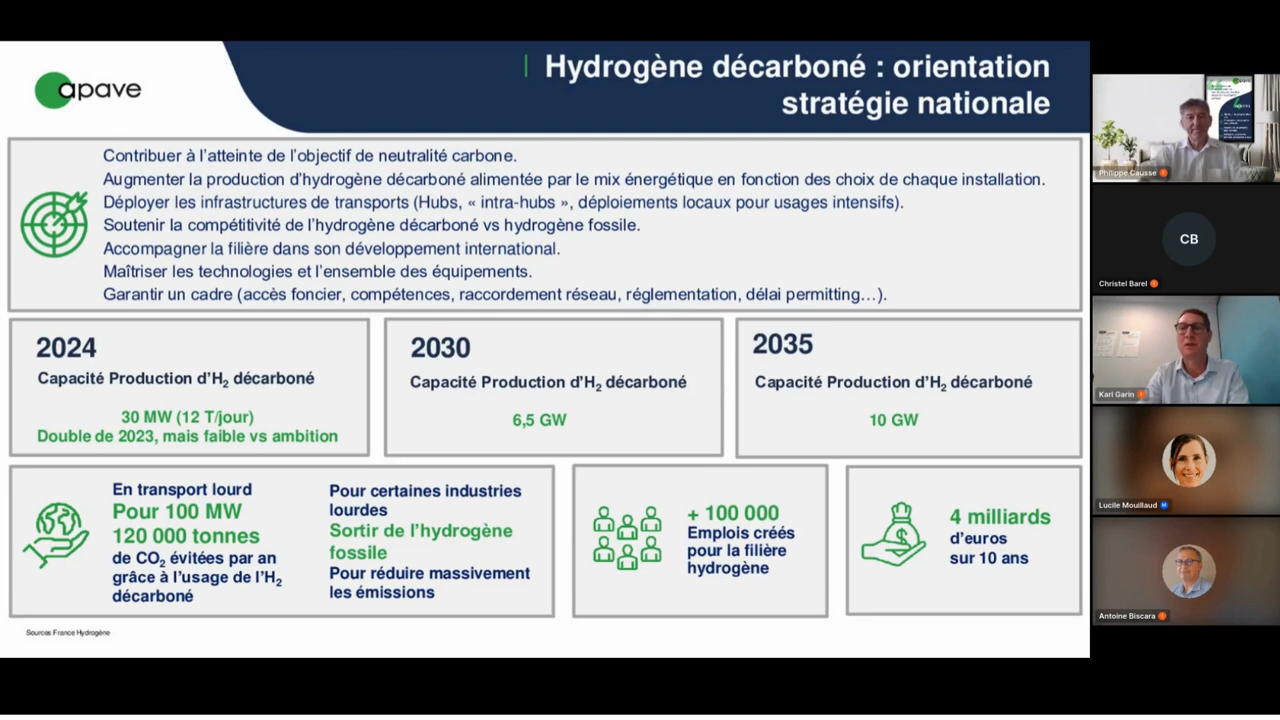 apave
Hydrogène décarboné : orientation
stratégie nationale
Contribuer à l'atteinte de l'objectif de neutralité carbone.
Augmenter la production d'hydrogène décarboné alimentée par le mix énergétique en fonction des choix de chaque installation.
Déployer les infrastructures de transports (Hubs, « intra-hubs », déploiements locaux pour usages intensifs).
Soutenir la compétitivité de l'hydrogène décarboné vs hydrogène fossile.
Accompagner la filière dans son développement international.
Maîtriser les technologies et l'ensemble des équipements.
Garantir un cadre (accès foncier, compétences, raccordement réseau, réglementation, délai permitting…).
2024
Capacité Production d'H₂ décarboné
30 MW (12 T/jour)
Double de 2023, mais faible vs ambition
2030
Capacité Production d'H₂ décarboné
6,5 GW
2035
Capacité Production d'H₂ décarboné
10 GW
En transport lourd
Pour 100 MW
120 000 tonnes
de CO₂ évitées par an
grâce à l'usage de l'H₂
décarboné
Pour certaines industries
lourdes
Sortir de l'hydrogène
fossile
Pour réduire massivement
les émissions
+ 100 000
Emplois créés
pour la filière
hydrogène
4 milliards
d'euros
sur 10 ans
Sources France Hydrogène
Philippe Causse
CB
Christel Barel
Karl Garin
Lucile Mouillaud
Antoine Biscara